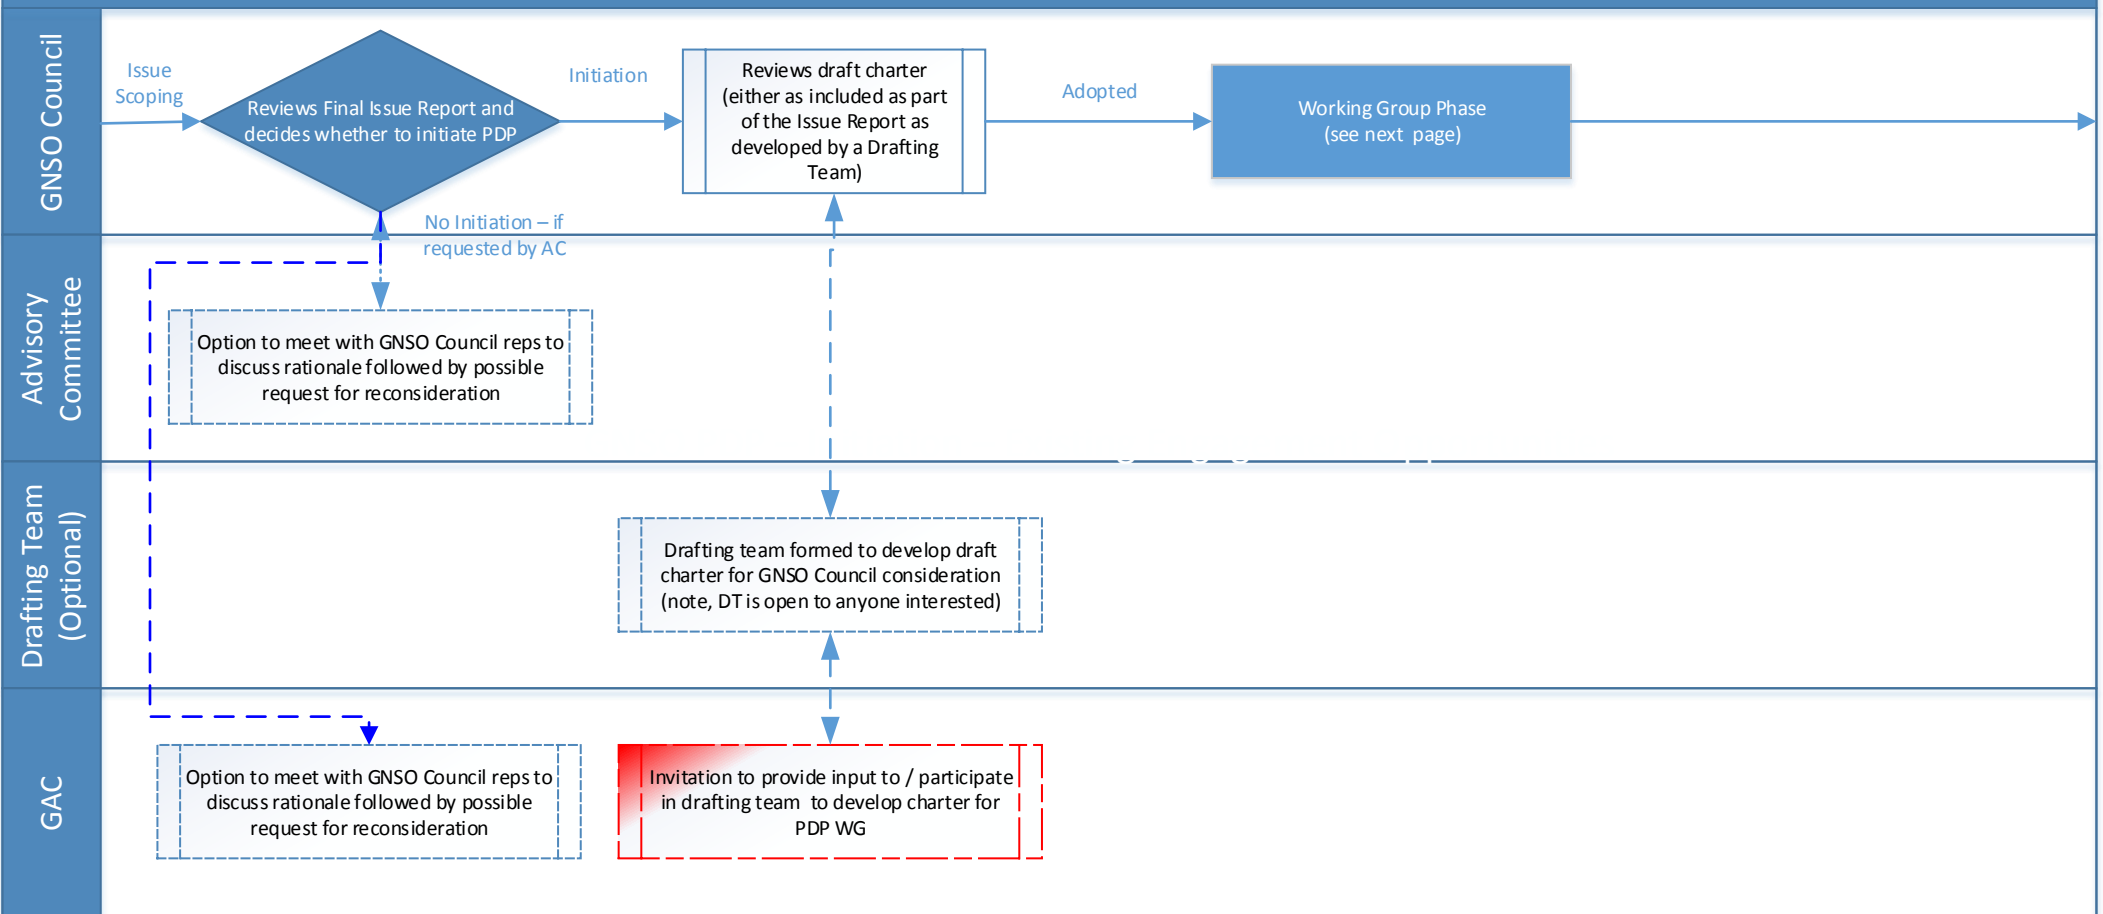 GNSO Council
Issue
Scoping
Reviews Final Issue Report and
decides whether to initiate PDP
Initiation
Reviews draft charter
(either as included as part
of the Issue Report as
developed by a Drafting
Team)
Adopted
Working Group Phase
(see next page)
No Initiation – if
requested by AC
Advisory
Committee
Option to meet with GNSO Council reps to
discuss rationale followed by possible
request for reconsideration
Drafting Team
(Optional)
Drafting team formed to develop draft
charter for GNSO Council consideration
(note, DT is open to anyone interested)
GAC
Option to meet with GNSO Council reps to
discuss rationale followed by possible
request for reconsideration
Invitation to provide input to / participate
in drafting team to develop charter for
PDP WG